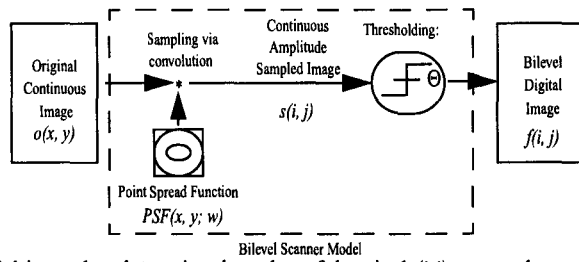 Original
Continuous
Image
o(x, y)
Sampling via
convolution
*
Point Spread Function
PSF(x, y; w)
Continuous
Amplitude
Sampled Image
s(i, j)
Thresholding:
Θ
Bilevel
Digital
Image
f(i, j)
Bilevel Scanner Model